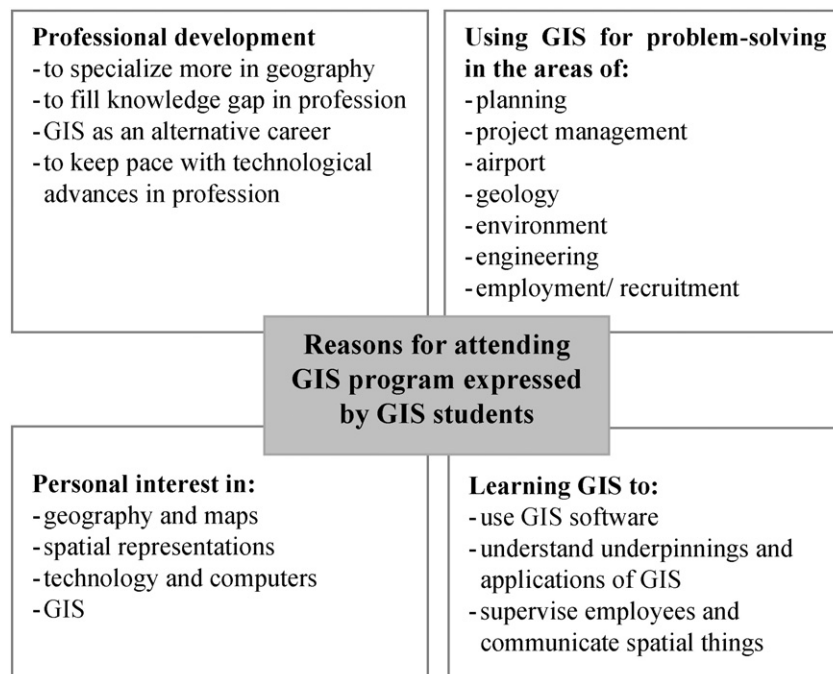 Professional development
-to specialize more in geography
-to fill knowledge gap in profession
-GIS as an alternative career
-to keep pace with technological
advances in profession
Using GIS for problem-solving
in the areas of:
-planning
-project management
-airport
-geology
-environment
-engineering
-employment/ recruitment
Reasons for attending
GIS program expressed
by GIS students
Personal interest in:
-geography and maps
-spatial representations
-technology and computers
-GIS
Learning GIS to:
-use GIS software
-understand underpinnings and
applications of GIS
-supervise employees and
communicate spatial things